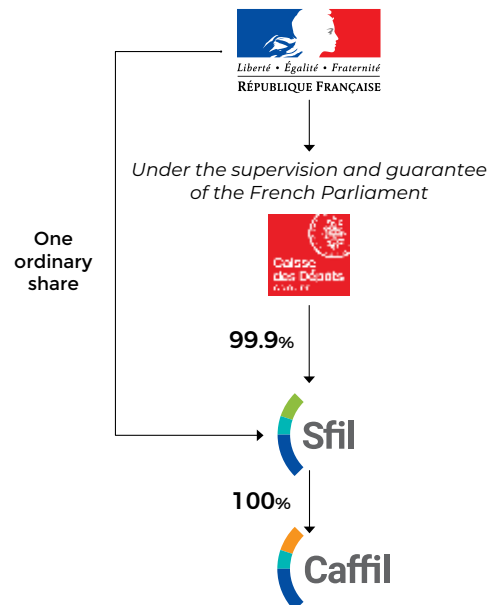 Liberté • Égalité • Fraternité
RÉPUBLIQUE FRANÇAISE
Under the supervision and guarantee
of the French Parliament
One
ordinary
share
Caisse
des Dépôts
GROUPE
99.9%
Sfil
100%
Caffil